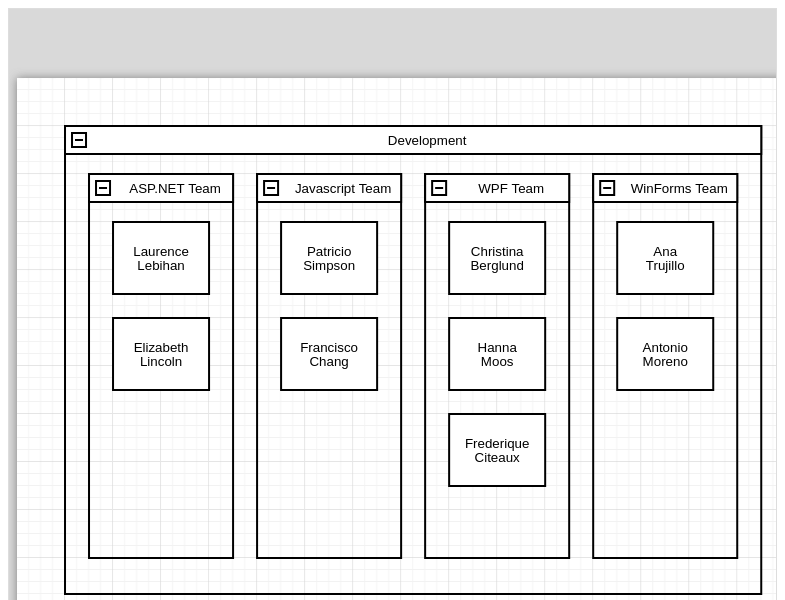 Development
ASP.NET Team
Javascript Team
WPF Team
WinForms Team
Laurence
Lebihan
Patricio
Simpson
Christina
Berglund
Ana
Trujillo
Elizabeth
Lincoln
Francisco
Chang
Hanna
Moos
Antonio
Moreno
Frederique
Citeaux